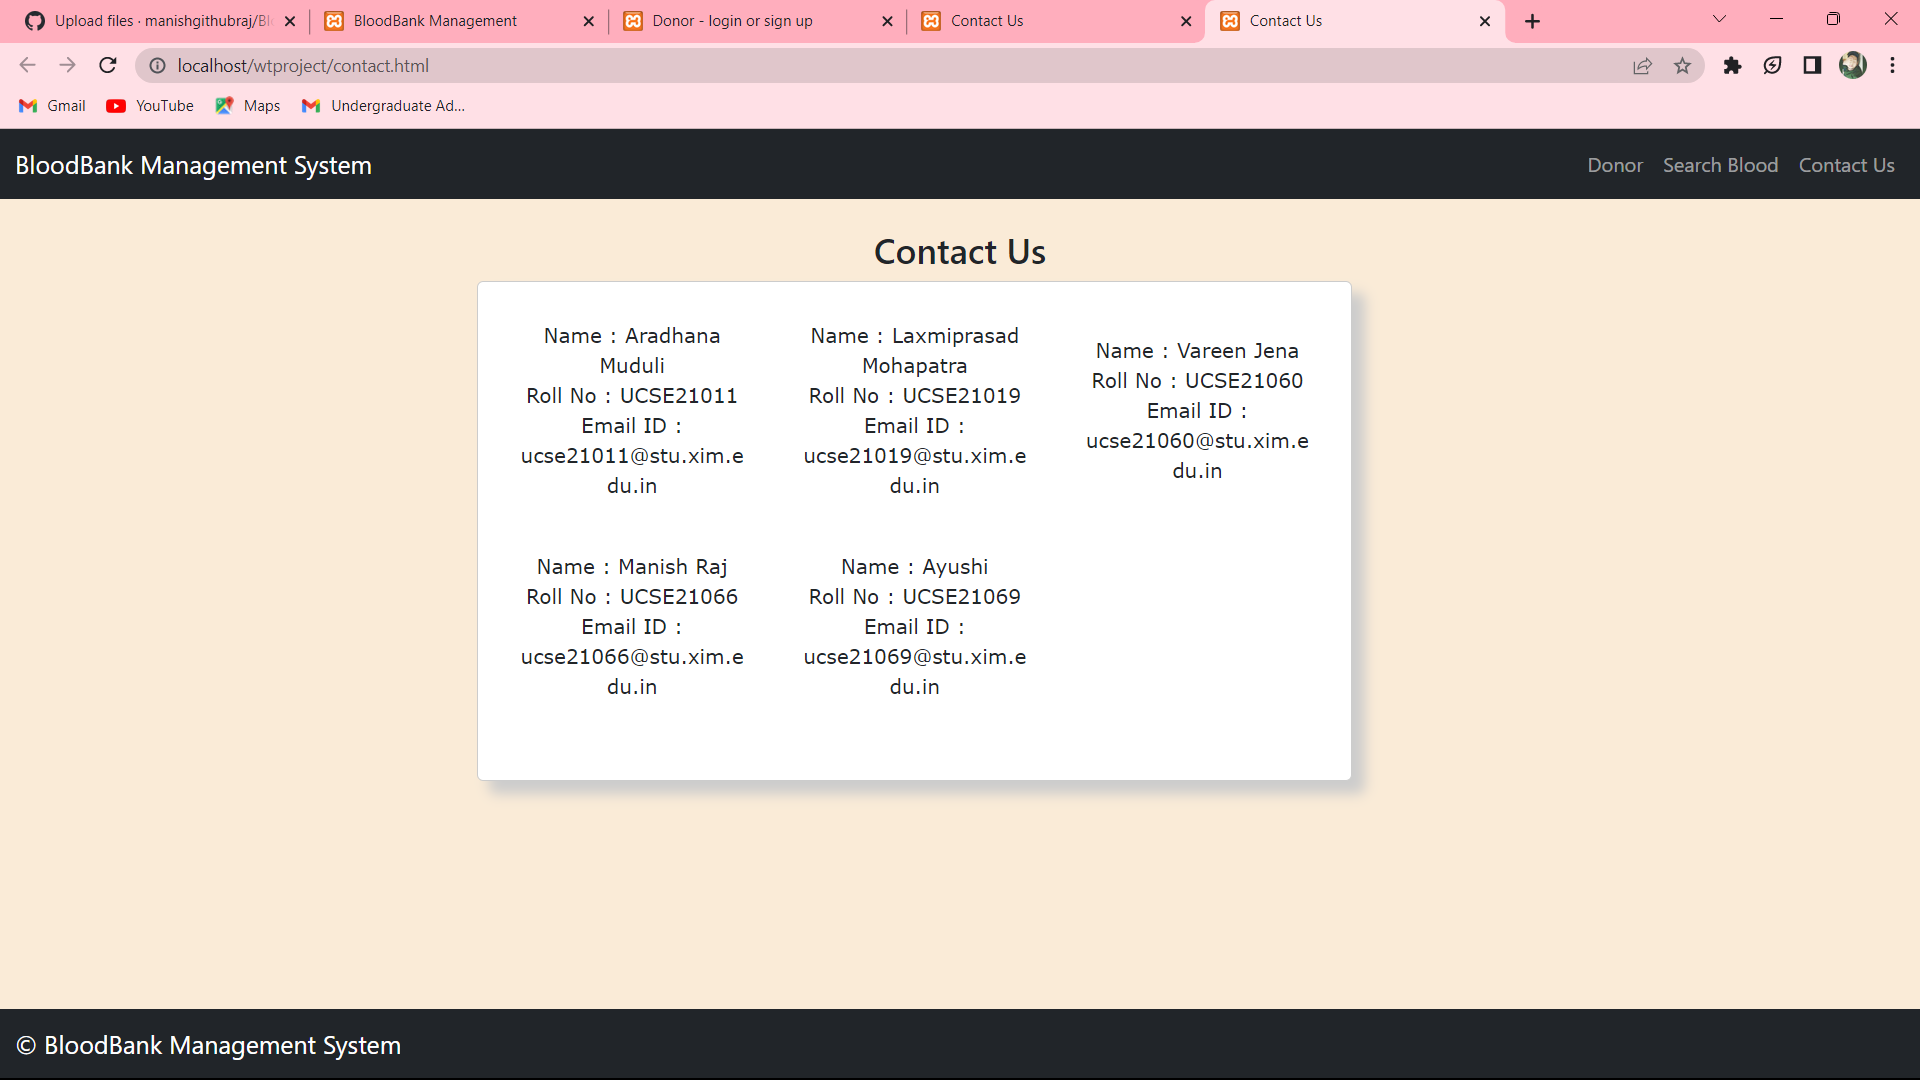 Upload files · manishgithubraj/Bl
BloodBank Management
Donor - login or sign up
Contact Us
Contact Us
localhost/wtproject/contact.html
Gmail
YouTube
Maps
Undergraduate Ad...
BloodBank Management System
Donor
Search Blood
Contact Us
Contact Us
Name : Aradhana
Muduli
Roll No : UCSE21011
Email ID :
ucse21011@stu.xim.e
du.in
Name : Laxmiprasad
Mohapatra
Roll No : UCSE21019
Email ID :
ucse21019@stu.xim.e
du.in
Name : Vareen Jena
Roll No : UCSE21060
Email ID :
ucse21060@stu.xim.e
du.in
Name : Manish Raj
Roll No : UCSE21066
Email ID :
ucse21066@stu.xim.e
du.in
Name : Ayushi
Roll No : UCSE21069
Email ID :
ucse21069@stu.xim.e
du.in
© BloodBank Management System